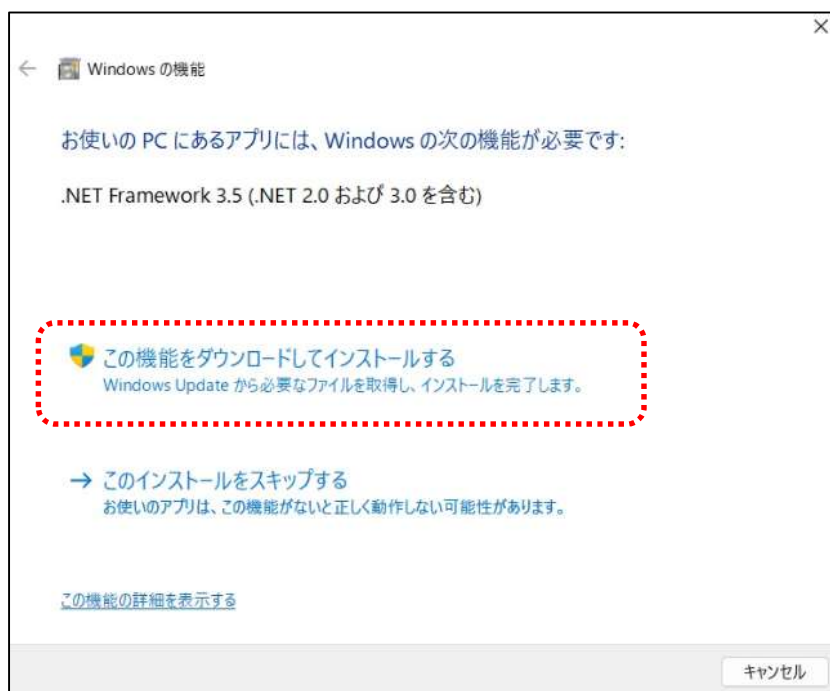 Windows の機能
お使いの PC にあるアプリには、Windows の次の機能が必要です:
.NET Framework 3.5 (.NET 2.0 および 3.0 を含む)
この機能をダウンロードしてインストールする
Windows Update から必要なファイルを取得し、インストールを完了します。
このインストールをスキップする
お使いのアプリは、この機能がないと正しく動作しない可能性があります。
この機能の詳細を表示する
キャンセル